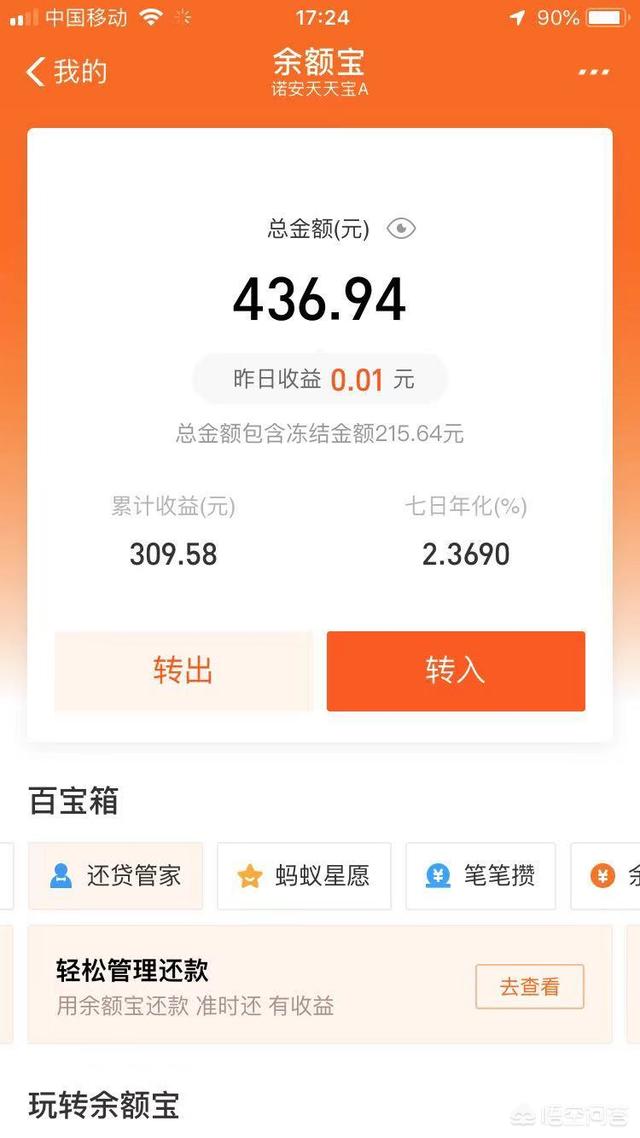 中国移动 17:24 90%
我的 余额宝 ...
诺安天天宝A
总金额(元)
436.94
昨日收益 0.01 元
总金额包含冻结金额215.64元
累计收益(元) 七日年化(%)
309.58 2.3690
转出 转入
百宝箱
还贷管家 蚂蚁星愿 笔笔攒
轻松管理还款
用余额宝还款 准时还 有收益
去查看
玩转余额宝
悟空问答